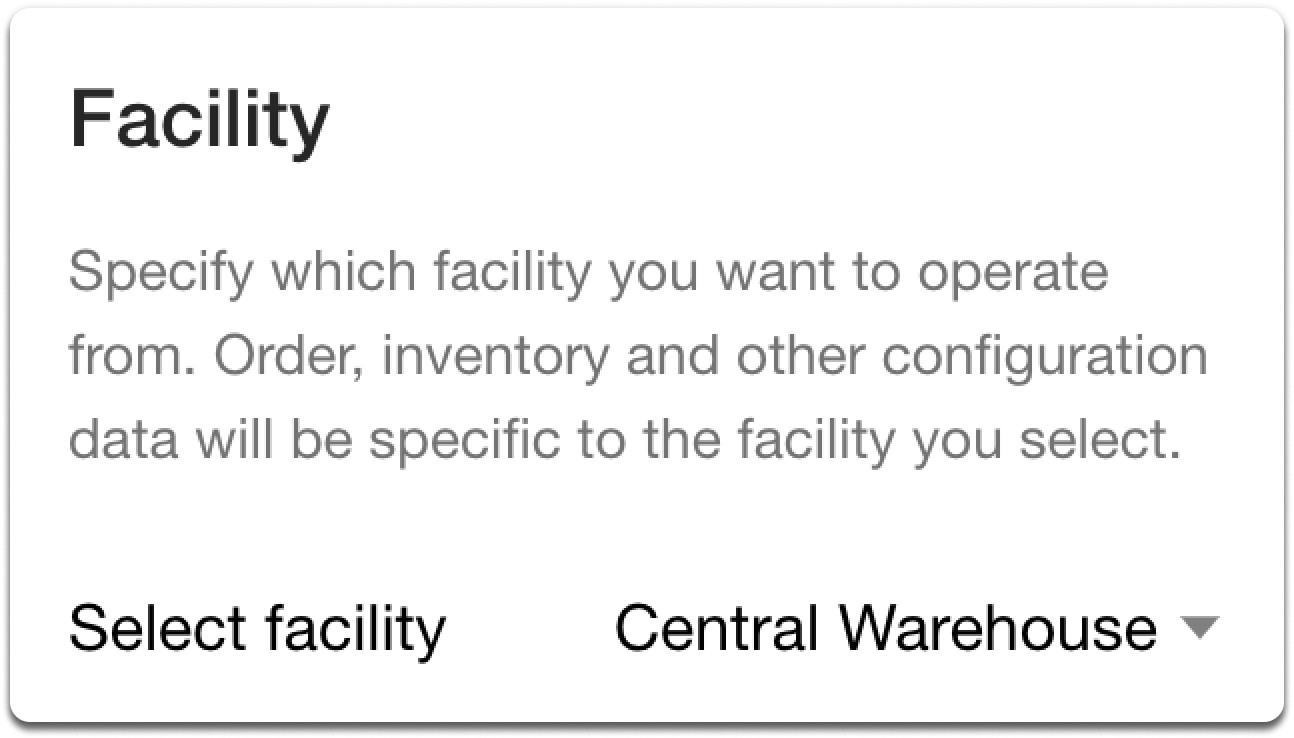 Facility
Specify which facility you want to operate
from. Order, inventory and other configuration
data will be specific to the facility you select.
Select facility Central Warehouse